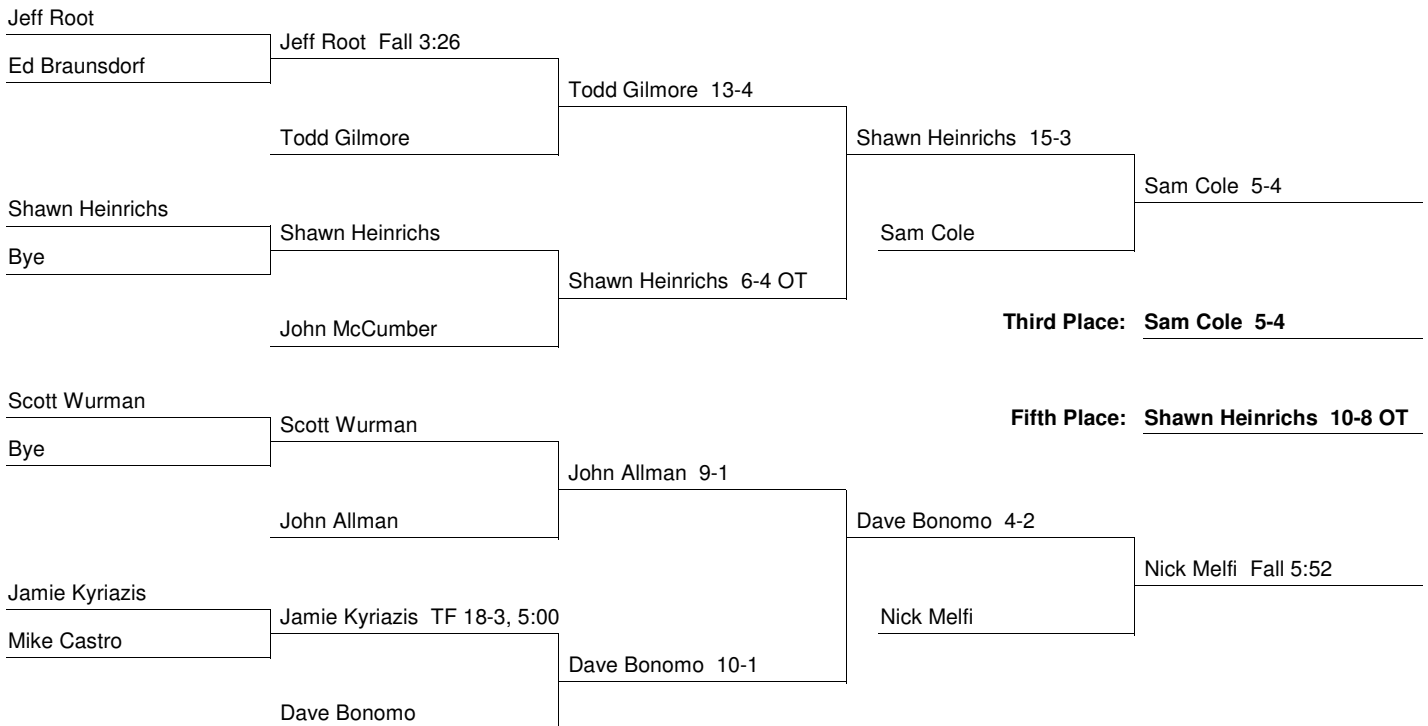 Jeff Root
Jeff Root  Fall 3:26
Ed Braunsdorf
Todd Gilmore  13-4
Todd Gilmore
Shawn Heinrichs  15-3
Sam Cole  5-4
Shawn Heinrichs
Shawn Heinrichs
Sam Cole
Bye
Shawn Heinrichs  6-4 OT
John McCumber
Third Place:  Sam Cole  5-4
Scott Wurman
Scott Wurman
Fifth Place:  Shawn Heinrichs  10-8 OT
Bye
John Allman  9-1
John Allman
Dave Bonomo  4-2
Nick Melfi  Fall 5:52
Jamie Kyriazis
Jamie Kyriazis  TF 18-3, 5:00
Nick Melfi
Mike Castro
Dave Bonomo  10-1
Dave Bonomo